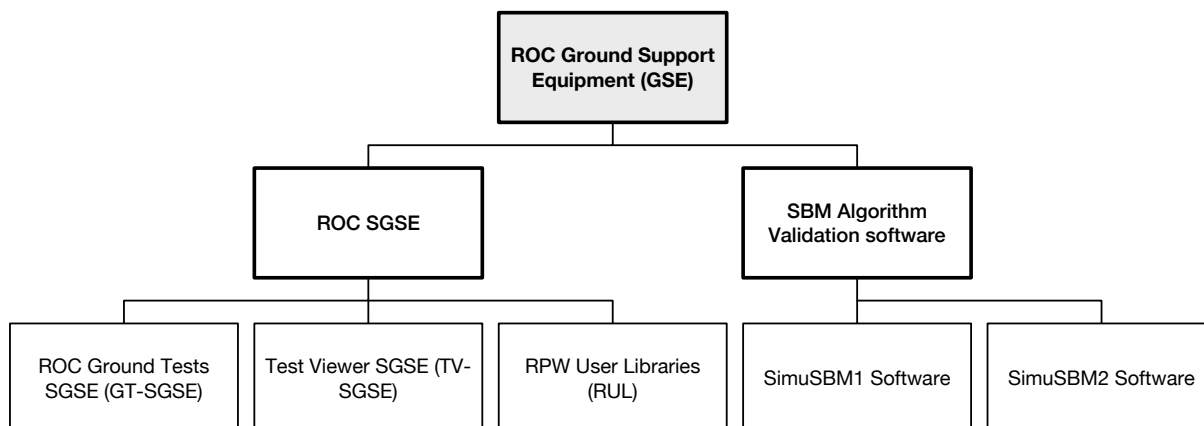 ROC Ground Support
Equipment (GSE)
ROC SGSE
SBM Algorithm
Validation software
ROC Ground Tests
SGSE (GT-SGSE)
Test Viewer SGSE (TV-
SGSE)
RPW User Libraries
(RUL)
SimuSBM1 Software
SimuSBM2 Software